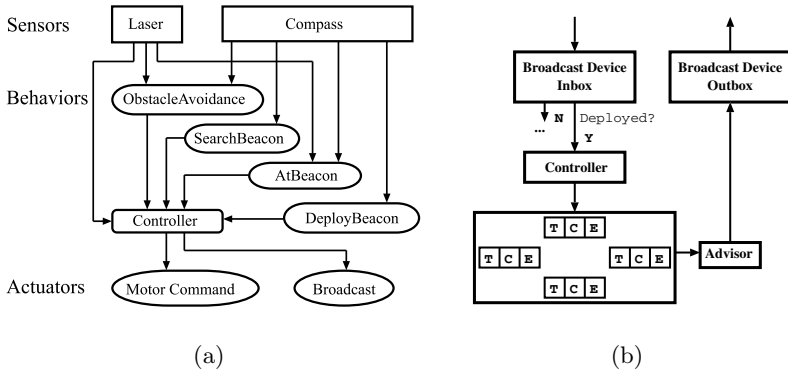 Sensors
Laser
Compass
Behaviors
ObstacleAvoidance
SearchBeacon
AtBeacon
Controller
DeployBeacon
Actuators
Motor Command
Broadcast
(a)
Broadcast Device
Inbox
Broadcast Device
Outbox
N
Deployed?
...
Y
Controller
T C E
T C E
T C E
T C E
Advisor
(b)